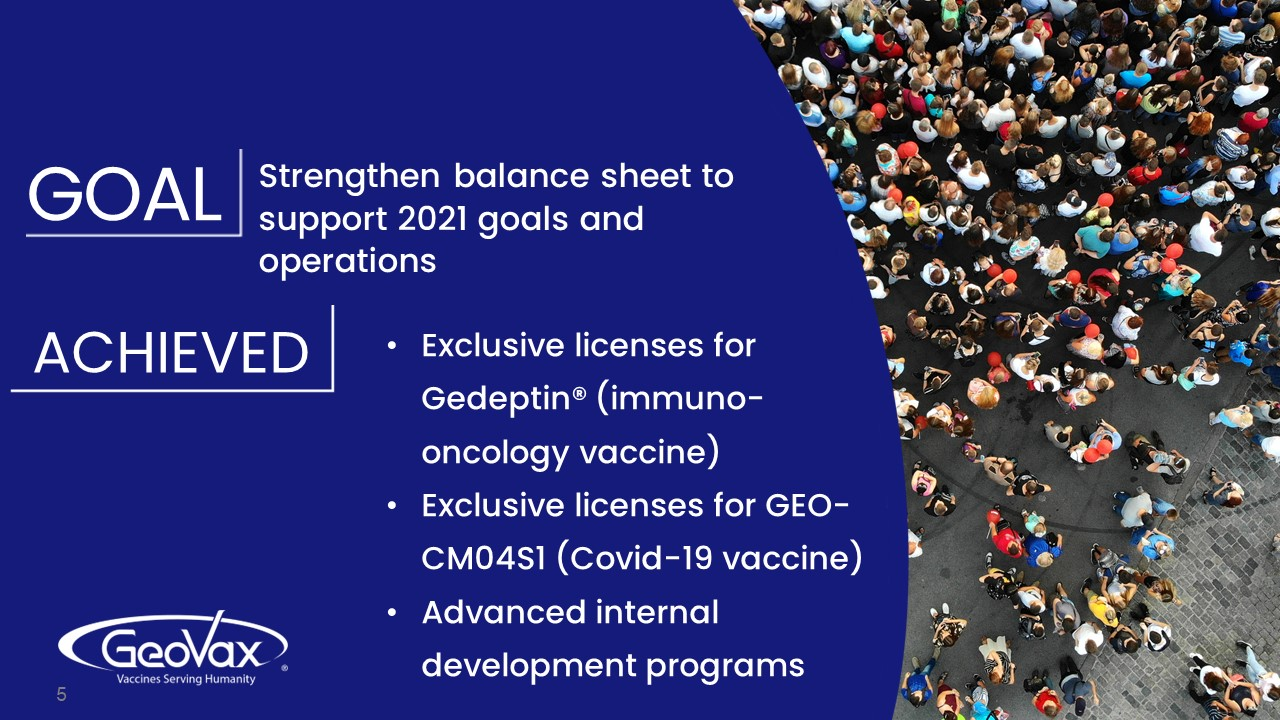 GOAL
Strengthen balance sheet to
support 2021 goals and
operations
ACHIEVED
• Exclusive licenses for
Gedeptin® (immuno-
oncology vaccine)
• Exclusive licenses for GEO-
CM04S1 (Covid-19 vaccine)
• Advanced internal
development programs
GeoVax®
Vaccines Serving Humanity
5